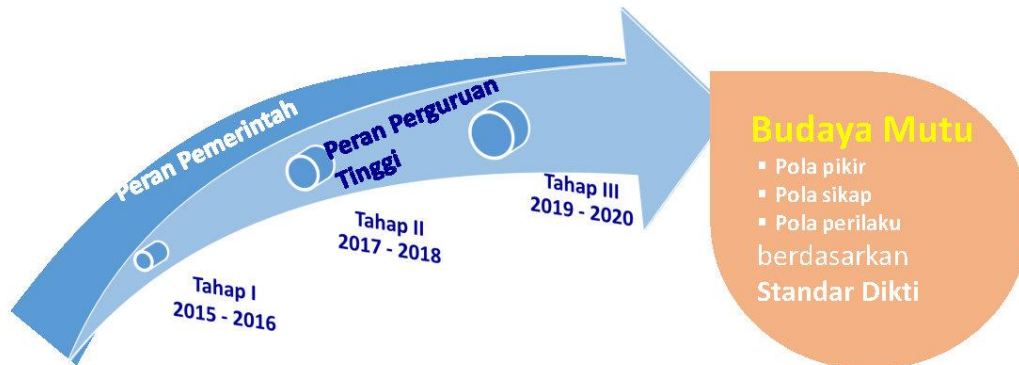 Peran Pemerintah
Peran Perguruan
Tinggi
Tahap I
2015 - 2016
Tahap II
2017 - 2018
Tahap III
2019 - 2020
Budaya Mutu
▪ Pola pikir
▪ Pola sikap
▪ Pola perilaku
berdasarkan
Standar Dikti